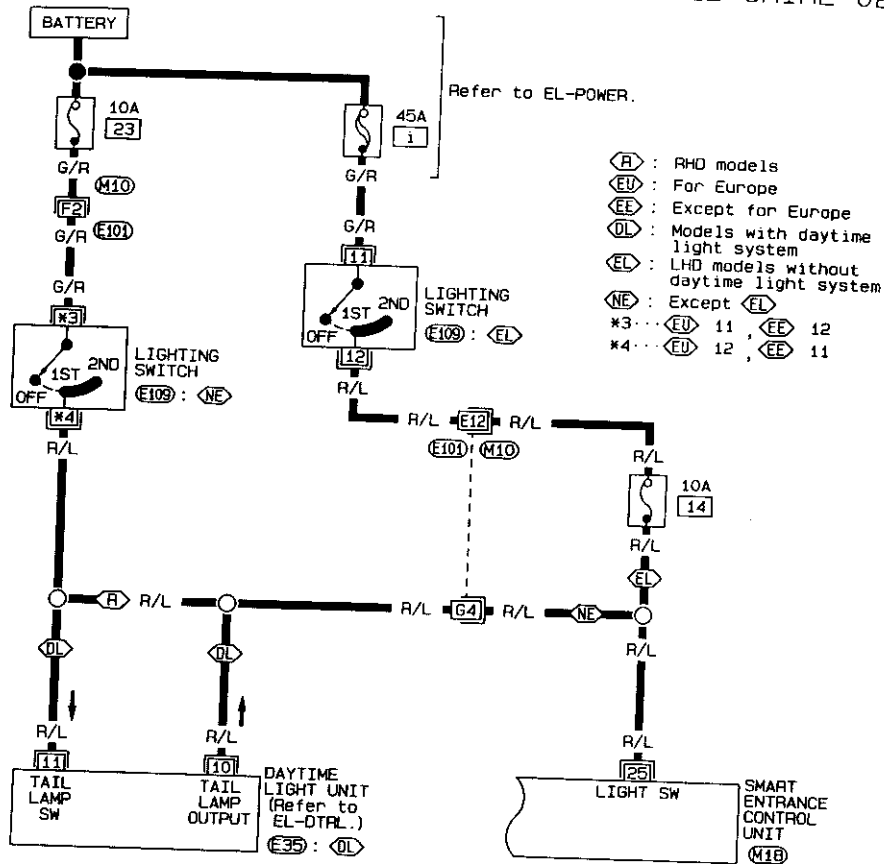 BATTERY
Refer to EL-POWER.
10A
23
45A
i
G/R
M10
F2
E101
G/R
G/R
*3
1ST
2ND
OFF
LIGHTING
SWITCH
E109 : NE
*4
R/L
G/R
G/R
11
1ST
2ND
OFF
LIGHTING
SWITCH
E109 : EL
12
R/L
R : RHD models
EU : For Europe
EE : Except for Europe
DL : Models with daytime
light system
EL : LHD models without
daytime light system
NE : Except EL
*3··· EU 11 , EE 12
*4··· EU 12 , EE 11
R/L
E12
R/L
E101
M10
R/L
10A
14
R/L
EL
R
R/L
R/L
G4
R/L
NE
R/L
DL
DL
R/L
R/L
R/L
11
TAIL
LAMP
SW
10
TAIL
LAMP
OUTPUT
DAYTIME
LIGHT UNIT
(Refer to
EL-DTRL.)
E35 : DL
25
LIGHT SW
SMART
ENTRANCE
CONTROL
UNIT
M18